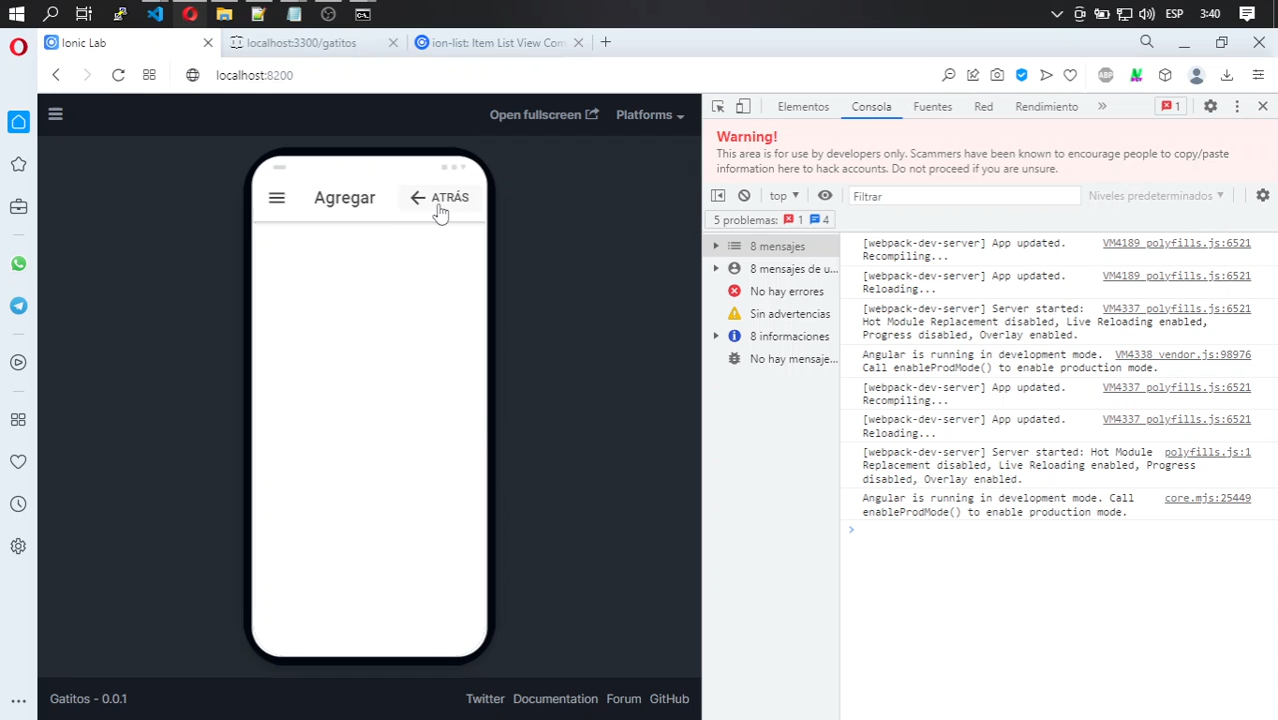 ESP 3:40
Ionic Lab
localhost:3300/gatitos
ion-list: Item List View Com
localhost:8200
ABP
Open fullscreen Platforms
Agregar ATRÁS
Gatitos - 0.0.1
Twitter Documentation Forum GitHub
Elementos Consola Fuentes Red Rendimiento 1
Warning!
This area is for use by developers only. Scammers have been known to encourage people to copy/paste
information here to hack accounts. Do not proceed if you are unsure.
top Filtrar Niveles predeterminados
5 problemas: 1 4
8 mensajes
8 mensajes de u...
No hay errores
Sin advertencias
8 informaciones
No hay mensaje...
[webpack-dev-server] App updated. VM4189 polyfills.js:6521
Recompiling...
[webpack-dev-server] App updated. VM4189 polyfills.js:6521
Reloading...
[webpack-dev-server] Server started: VM4337 polyfills.js:6521
Hot Module Replacement disabled, Live Reloading enabled,
Progress disabled, Overlay enabled.
Angular is running in development mode. VM4338 vendor.js:98976
Call enableProdMode() to enable production mode.
[webpack-dev-server] App updated. VM4337 polyfills.js:6521
Recompiling...
[webpack-dev-server] App updated. VM4337 polyfills.js:6521
Reloading...
[webpack-dev-server] Server started: Hot Module polyfills.js:1
Replacement disabled, Live Reloading enabled, Progress
disabled, Overlay enabled.
Angular is running in development mode. Call core.mjs:25449
enableProdMode() to enable production mode.